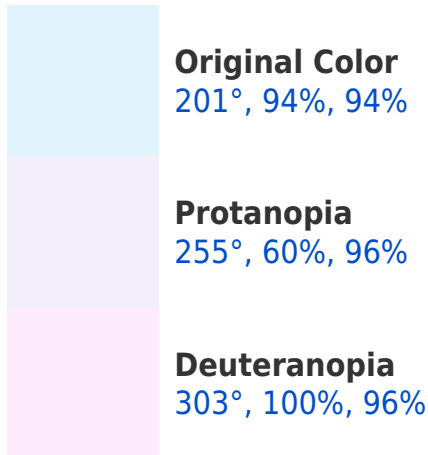 Original Color
201°, 94%, 94%
Protanopia
255°, 60%, 96%
Deuteranopia
303°, 100%, 96%